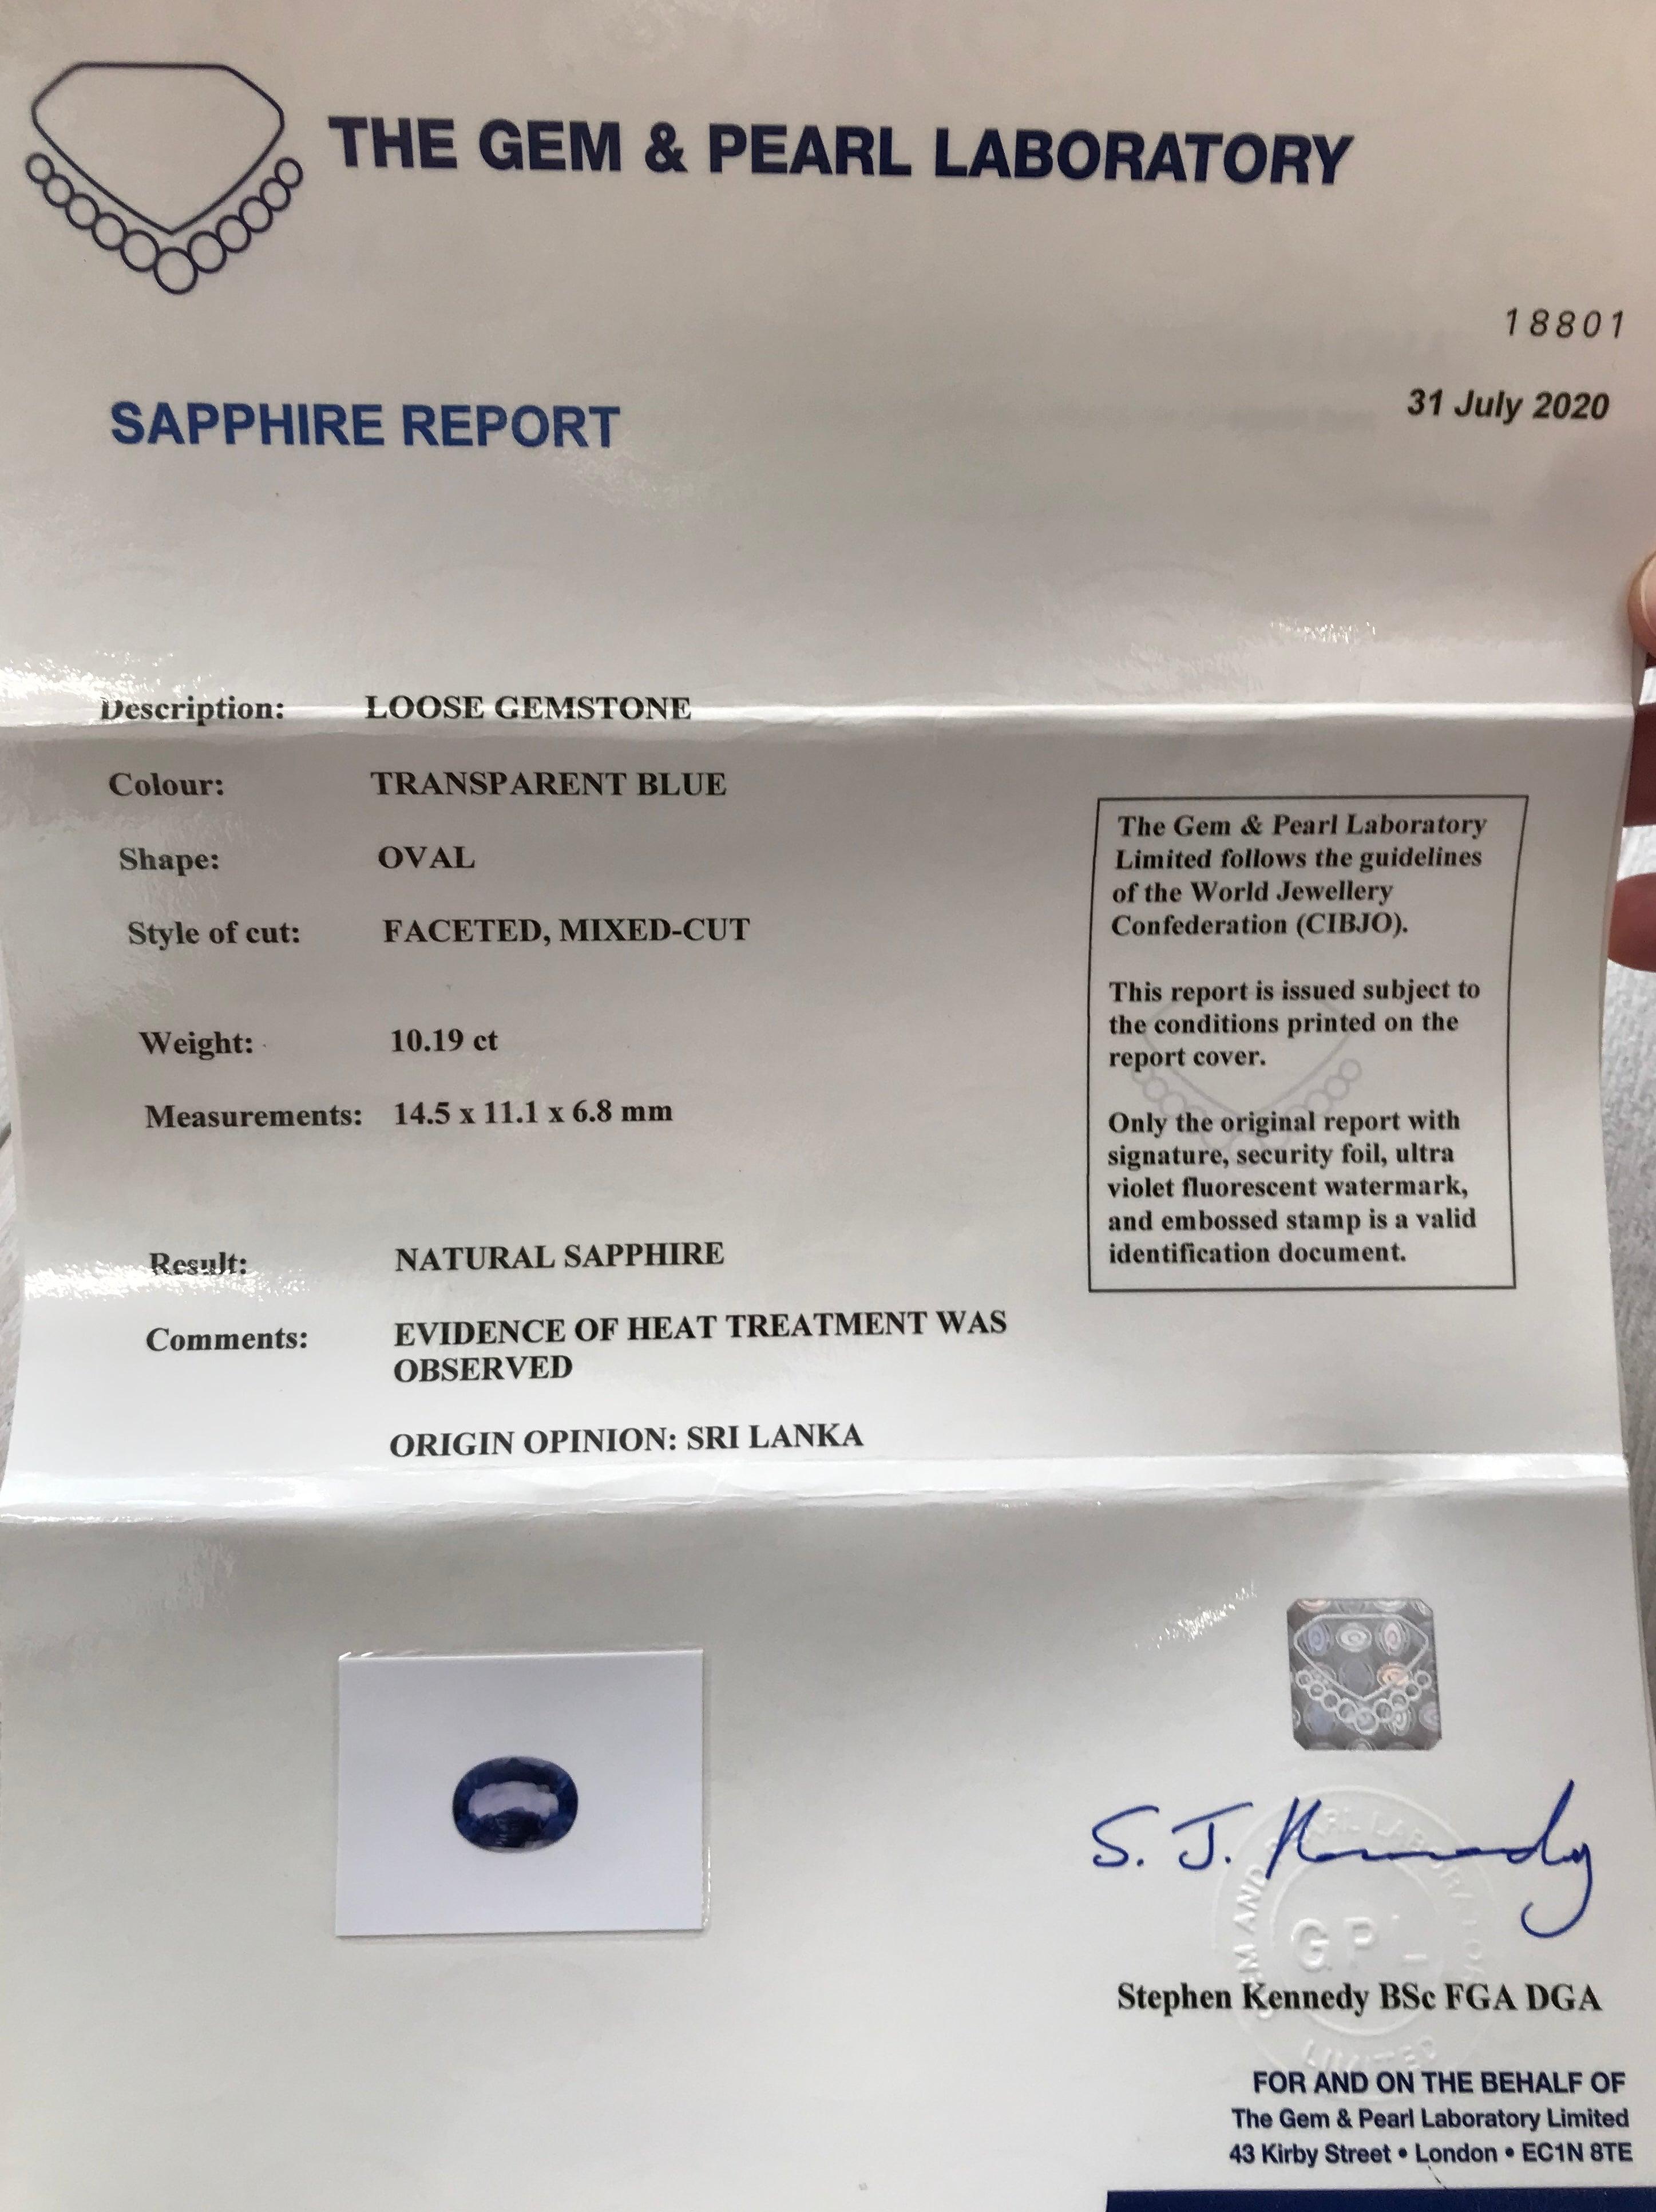 THE GEM & PEARL LABORATORY
18801
31 July 2020
SAPPHIRE REPORT
Description: LOOSE GEMSTONE
Colour: TRANSPARENT BLUE
Shape: OVAL
Style of cut: FACETED, MIXED-CUT
Weight: 10.19 ct
Measurements: 14.5 x 11.1 x 6.8 mm
Result: NATURAL SAPPHIRE
Comments: EVIDENCE OF HEAT TREATMENT WAS
OBSERVED
ORIGIN OPINION: SRI LANKA
The Gem & Pearl Laboratory
Limited follows the guidelines
of the World Jewellery
Confederation (CIBJO).
This report is issued subject to
the conditions printed on the
report cover.
Only the original report with
signature, security foil, ultra
violet fluorescent watermark,
and embossed stamp is a valid
identification document.
S. J. Kennedy
GPL
LIMITED
Stephen Kennedy BSc FGA DGA
FOR AND ON THE BEHALF OF
The Gem & Pearl Laboratory Limited
43 Kirby Street • London • EC1N 8TE